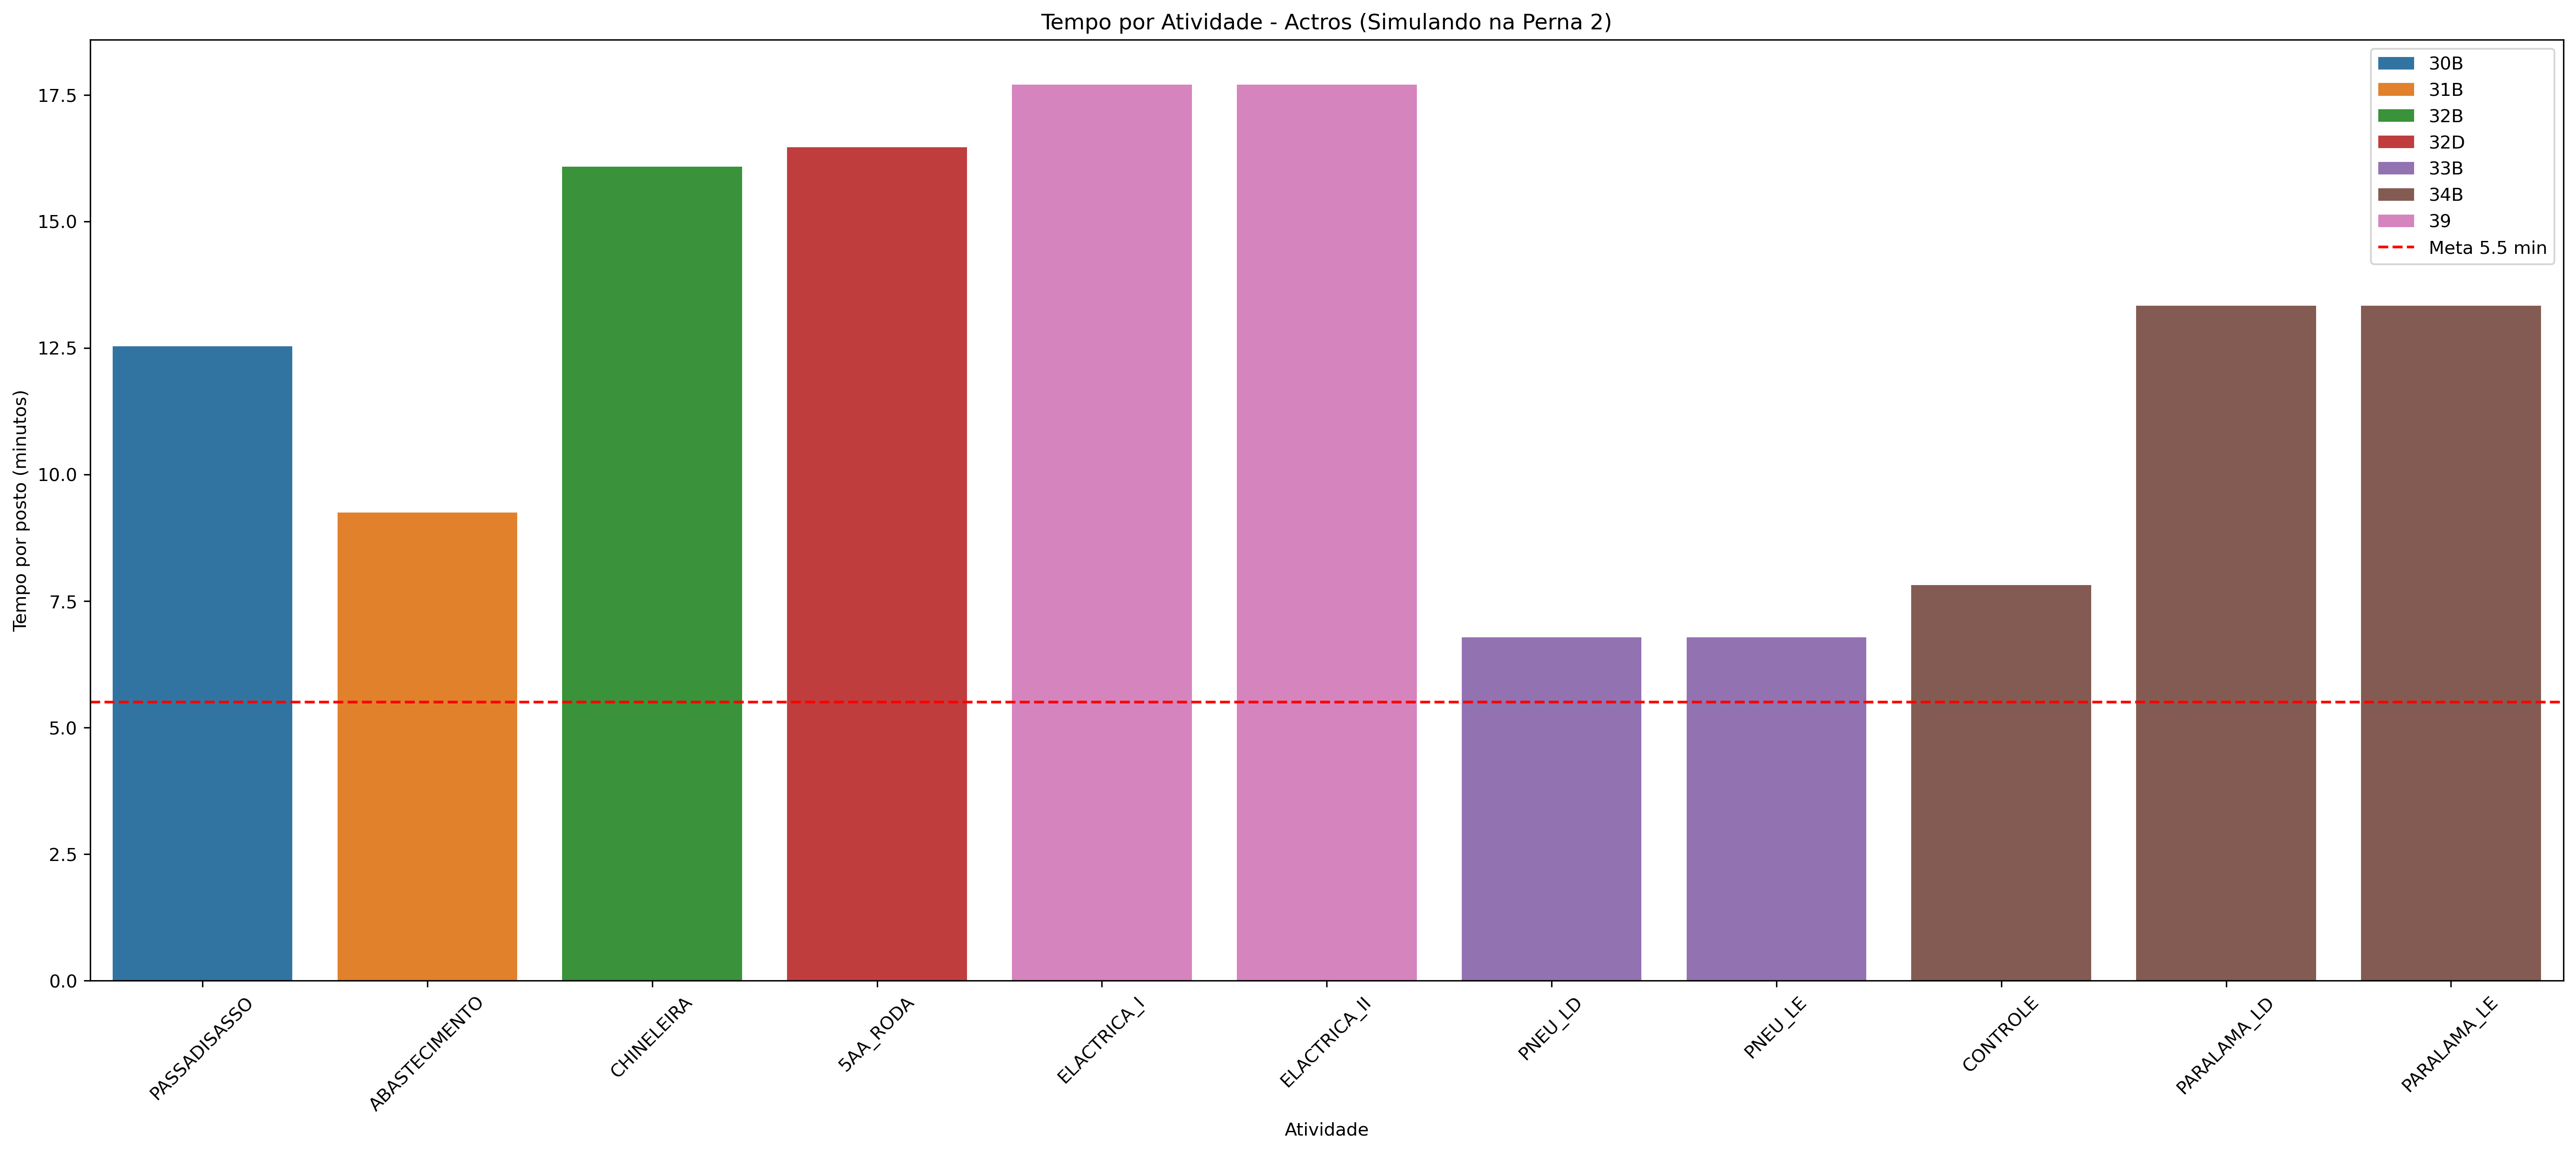 Tempo por Atividade - Actros (Simulando na Perna 2)
30B
31B
32B
32D
33B
34B
39
Meta 5.5 min
Tempo por posto (minutos)
17.5
15.0
12.5
10.0
7.5
5.0
2.5
0.0
PASSADISASSO
ABASTECIMENTO
CHINELEIRA
5AA_RODA
ELACTRICA_I
ELACTRICA_II
PNEU_LD
PNEU_LE
CONTROLE
PARALAMA_LD
PARALAMA_LE
Atividade